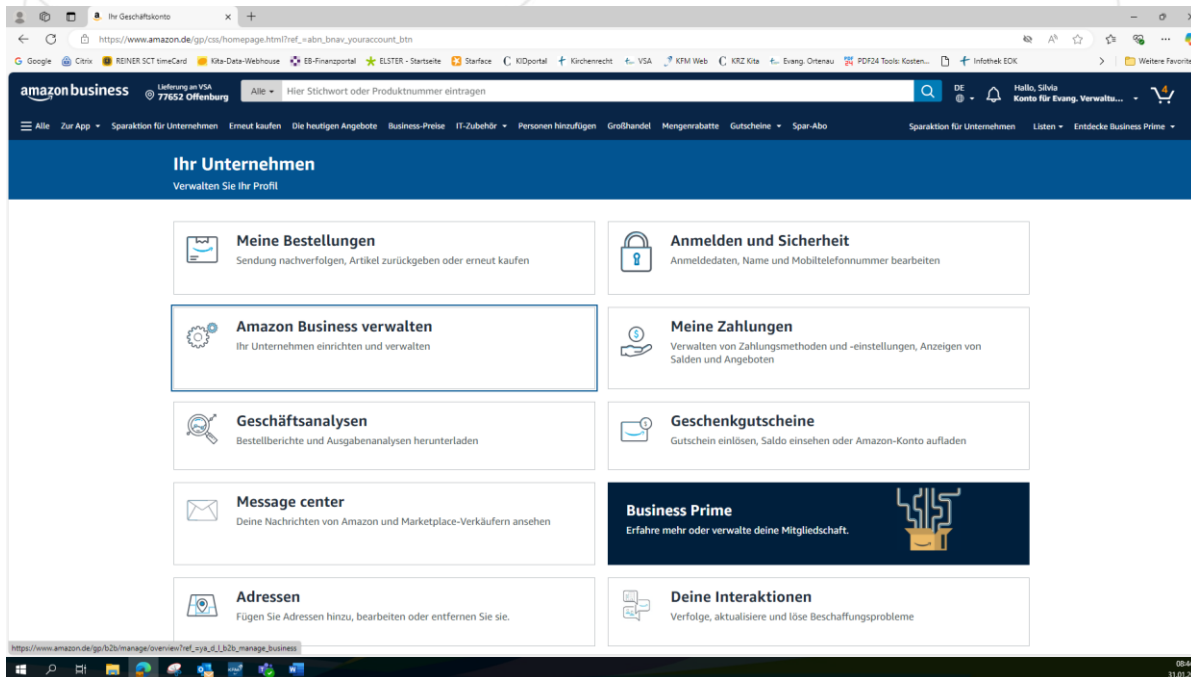 Ihr Geschäftskonto
https://www.amazon.de/gp/css/homepage.html?ref_=abn_bnav_youraccount_btn
Google Citrix REINER SCT timeCard Kita-Data-Webhouse EB-Finanzportal ELSTER - Startseite Starface KIDportal Kirchenrecht VSA KFM Web KRZ Kita Evang. Ortenau PDF24 Tools: Kosten... Infothek EOK Weitere Favorite
amazon business Lieferung an VSA 77652 Offenburg Alle Hier Stichwort oder Produktnummer eintragen DE Hallo, Silvia Konto für Evang. Verwaltu... 4
Alle Zur App Sparaktion für Unternehmen Erneut kaufen Die heutigen Angebote Business-Preise IT-Zubehör Personen hinzufügen Großhandel Mengenrabatte Gutscheine Spar-Abo Sparaktion für Unternehmen Listen Entdecke Business Prime
Ihr Unternehmen
Verwalten Sie Ihr Profil
Meine Bestellungen
Sendung nachverfolgen, Artikel zurückgeben oder erneut kaufen
Anmelden und Sicherheit
Anmeldedaten, Name und Mobiltelefonnummer bearbeiten
Amazon Business verwalten
Ihr Unternehmen einrichten und verwalten
Meine Zahlungen
Verwalten von Zahlungsmethoden und -einstellungen, Anzeigen von
Salden und Angeboten
Geschäftsanalysen
Bestellberichte und Ausgabenanalysen herunterladen
Geschenkgutscheine
Gutschein einlösen, Saldo einsehen oder Amazon-Konto aufladen
Message center
Deine Nachrichten von Amazon und Marketplace-Verkäufern ansehen
Business Prime
Erfahre mehr oder verwalte deine Mitgliedschaft.
Adressen
Fügen Sie Adressen hinzu, bearbeiten oder entfernen Sie sie.
Deine Interaktionen
Verfolge, aktualisiere und löse Beschaffungsprobleme
https://www.amazon.de/gp/b2b/manage/overview?ref_=ya_d_l_b2b_manage_business